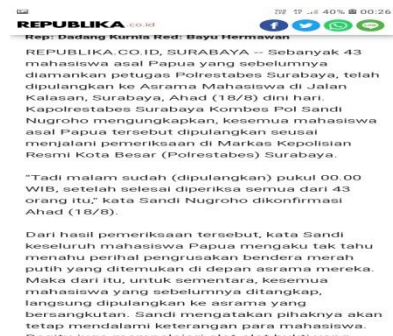 40% 00:26
REPUBLIKA.co.id
Rep: Dadang Kurnia Red: Bayu Hermawan
REPUBLIKA.CO.ID, SURABAYA -- Sebanyak 43
mahasiswa asal Papua yang sebelumnya
diamankan petugas Polrestabes Surabaya, telah
dipulangkan ke Asrama Mahasiswa di Jalan
Kalasan, Surabaya, Ahad (18/8) dini hari.
Kapolrestabes Surabaya Kombes Pol Sandi
Nugroho mengungkapkan, kesemua mahasiswa
asal Papua tersebut dipulangkan seusai
menjalani pemeriksaan di Markas Kepolisian
Resmi Kota Besar (Polrestabes) Surabaya.
"Tadi malam sudah (dipulangkan) pukul 00.00
WIB, setelah selesai diperiksa semua dari 43
orang itu," kata Sandi Nugroho dikonfirmasi
Ahad (18/8).
Dari hasil pemeriksaan tersebut, kata Sandi
keseluruh mahasiswa Papua mengaku tak tahu
menahu perihal pengrusakan bendera merah
putih yang ditemukan di depan asrama mereka.
Maka dari itu, untuk sementara, kesemua
mahasiswa yang sebelumnya ditangkap,
langsung dipulangkan ke asrama yang
bersangkutan. Sandi mengatakan pihaknya akan
tetap mendalami keterangan para mahasiswa.